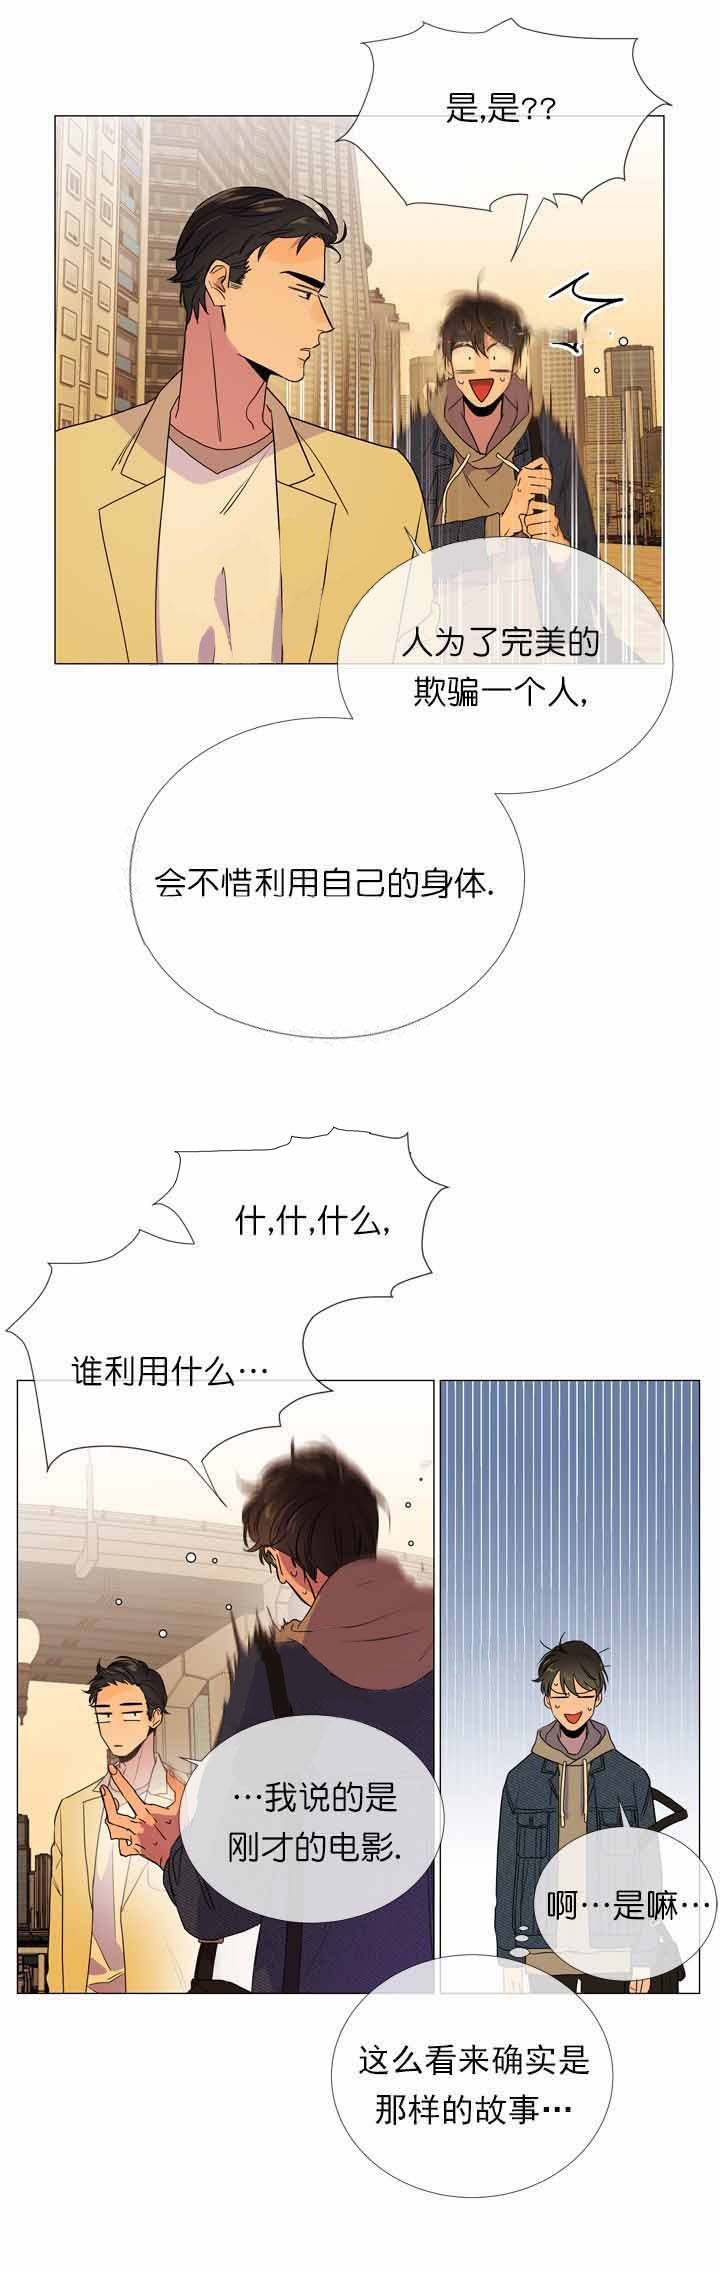 是,是??
人为了完美的
欺骗一个人,
会不惜利用自己的身体.
什,什,什么,
谁利用什么…
…我说的是
刚才的电影.
啊…是嘛…
这么看来确实是
那样的故事…